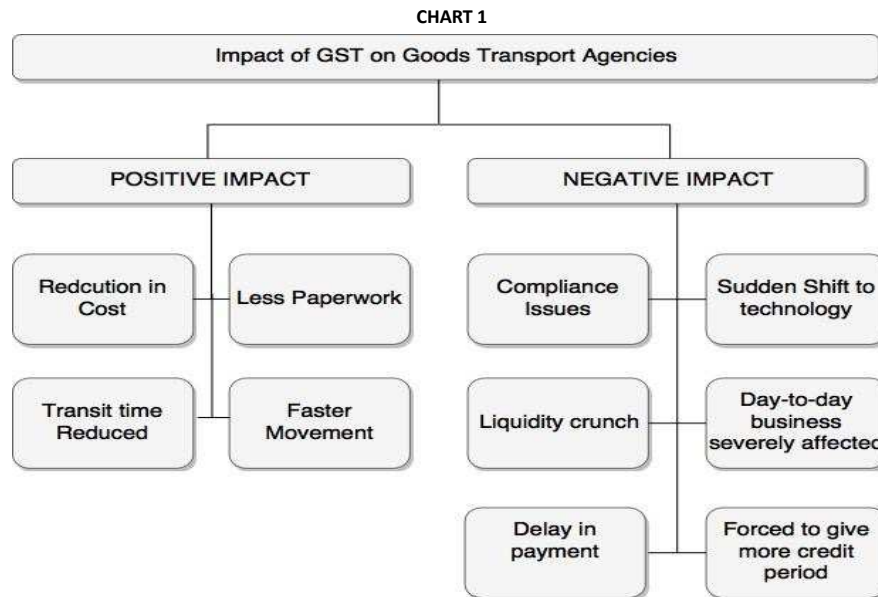 CHART 1
Impact of GST on Goods Transport Agencies
POSITIVE IMPACT
NEGATIVE IMPACT
Redcution in
Cost
Less Paperwork
Compliance
Issues
Sudden Shift to
technology
Transit time
Reduced
Faster
Movement
Liquidity crunch
Day-to-day
business
severely affected
Delay in
payment
Forced to give
more credit
period